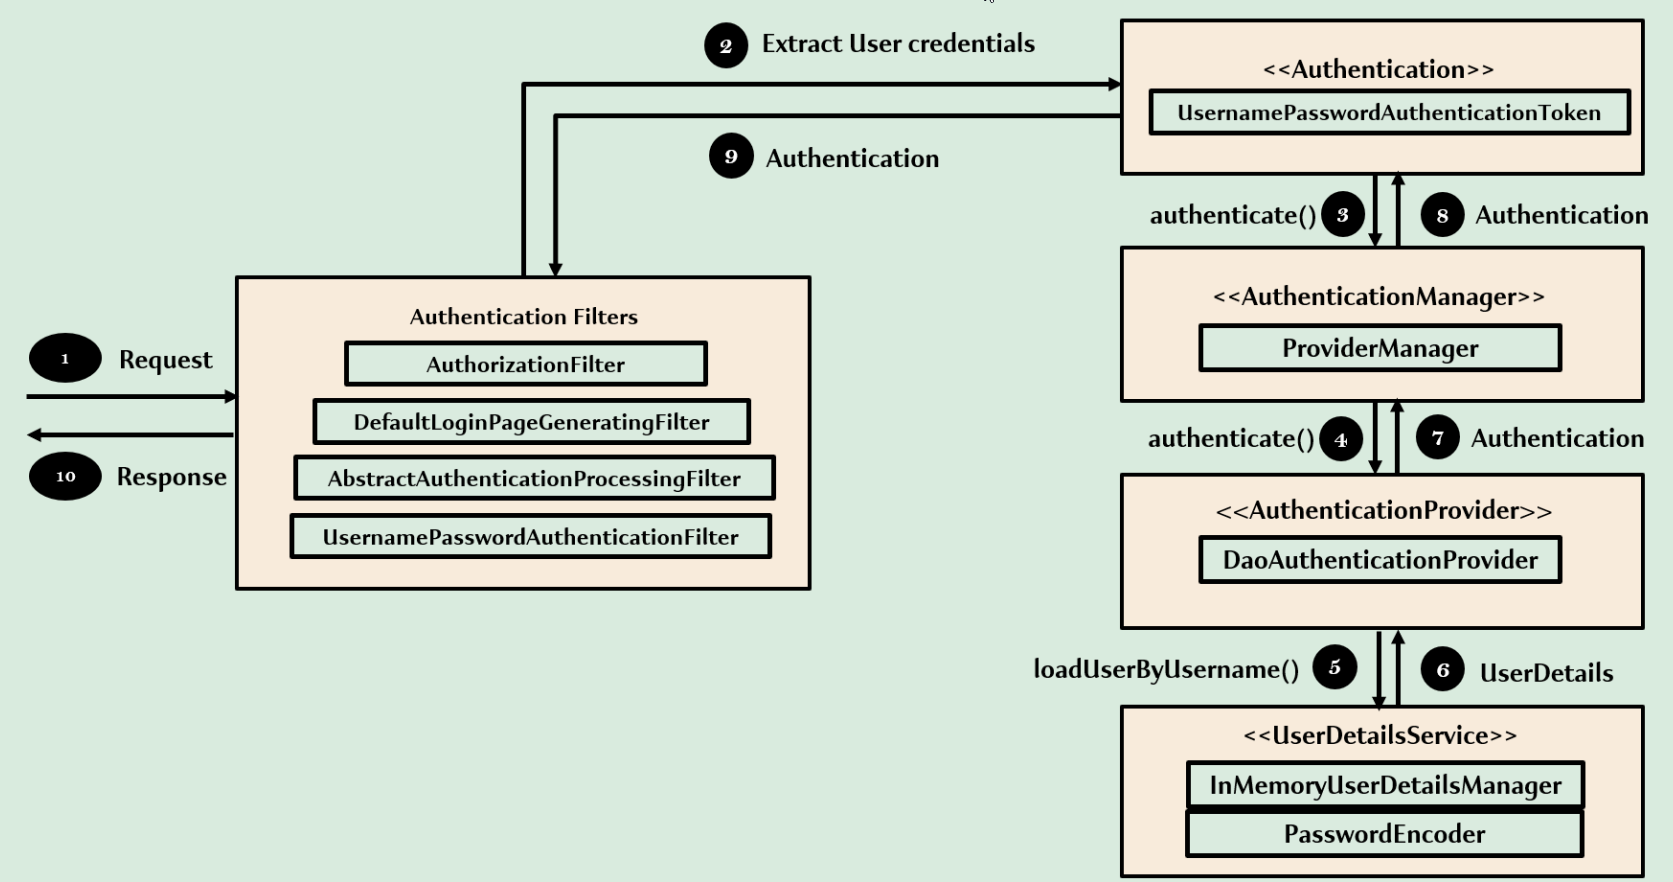 2 Extract User credentials
9 Authentication
<<Authentication>>
UsernamePasswordAuthenticationToken
authenticate() 3
8 Authentication
<<AuthenticationManager>>
ProviderManager
authenticate() 4
7 Authentication
<<AuthenticationProvider>>
DaoAuthenticationProvider
loadUserByUsername() 5
6 UserDetails
<<UserDetailsService>>
InMemoryUserDetailsManager
PasswordEncoder
1 Request
10 Response
Authentication Filters
AuthorizationFilter
DefaultLoginPageGeneratingFilter
AbstractAuthenticationProcessingFilter
UsernamePasswordAuthenticationFilter